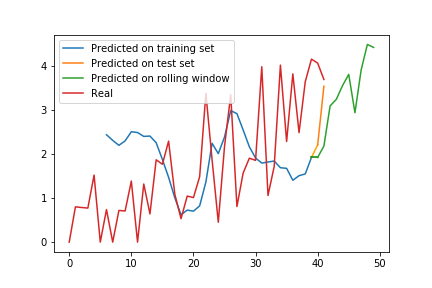 Predicted on training set
Predicted on test set
Predicted on rolling window
Real
4
3
2
1
0
0 10 20 30 40 50